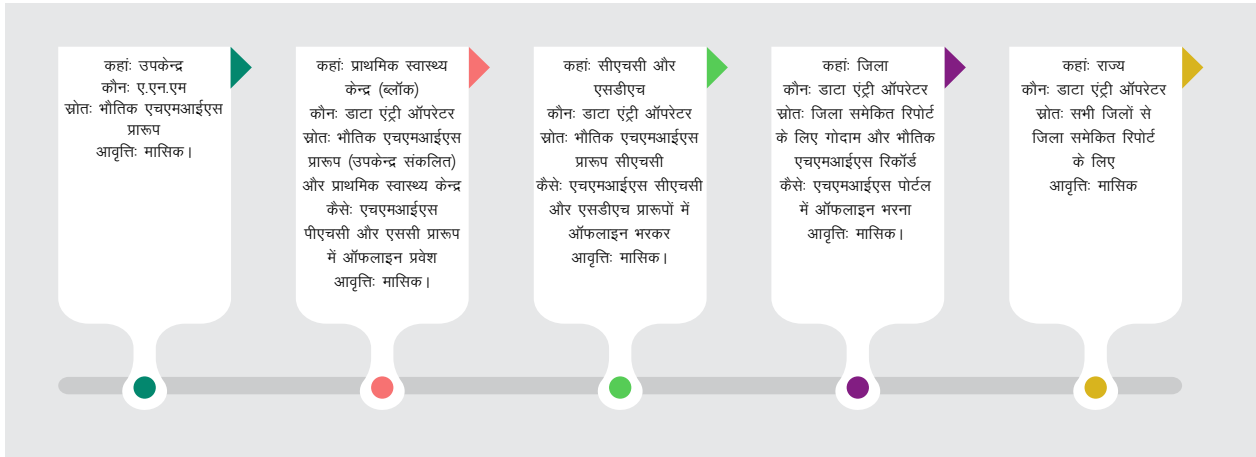 कहां: उपकेन्द्र
कौन: ए.एन.एम
स्रोत: भौतिक एचएमआईएस
प्रारूप
आवृत्ति: मासिक।
कहां: प्राथमिक स्वास्थ्य
केन्द्र (ब्लॉक)
कौन: डाटा एंट्री ऑपरेटर
स्रोत: भौतिक एचएमआईएस
प्रारूप (उपकेन्द्र संकलित)
और प्राथमिक स्वास्थ्य केन्द्र
कैसे: एचएमआईएस
पीएचसी और एससी प्रारूप
में ऑफलाइन प्रवेश
आवृत्ति: मासिक।
कहां: सीएचसी और
एसडीएच
कौन: डाटा एंट्री ऑपरेटर
स्रोत: भौतिक एचएमआईएस
प्रारूप सीएचसी
कैसे: एचएमआईएस सीएचसी
और एसडीएच प्रारूपों में
ऑफलाइन भरकर
आवृत्ति: मासिक।
कहां: जिला
कौन: डाटा एंट्री ऑपरेटर
स्रोत: जिला समेकित रिपोर्ट
के लिए गोदाम और भौतिक
एचएमआईएस रिकॉर्ड
कैसे: एचएमआईएस पोर्टल
में ऑफलाइन भरना
आवृत्ति: मासिक।
कहां: राज्य
कौन: डाटा एंट्री ऑपरेटर
स्रोत: सभी जिलों से
जिला समेकित रिपोर्ट
के लिए
आवृत्ति: मासिक